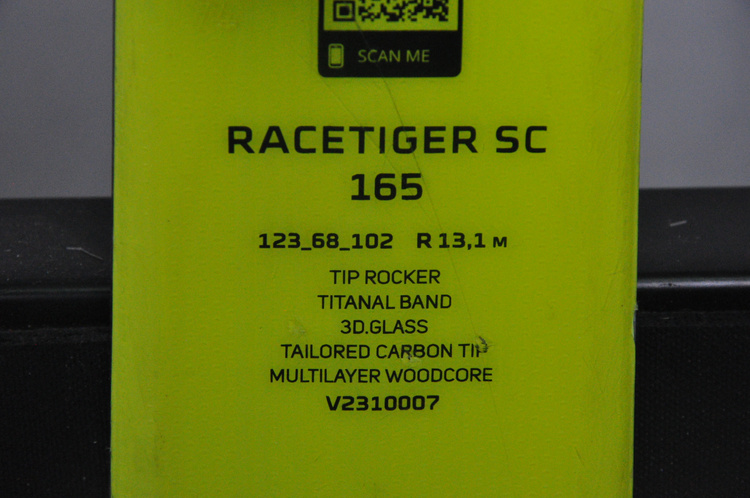 SCAN ME
RACETIGER SC
165
123_68_102 R 13,1 M
TIP ROCKER
TITANAL BAND
3D.GLASS
TAILORED CARBON TIP
MULTILAYER WOODCORE
V2310007